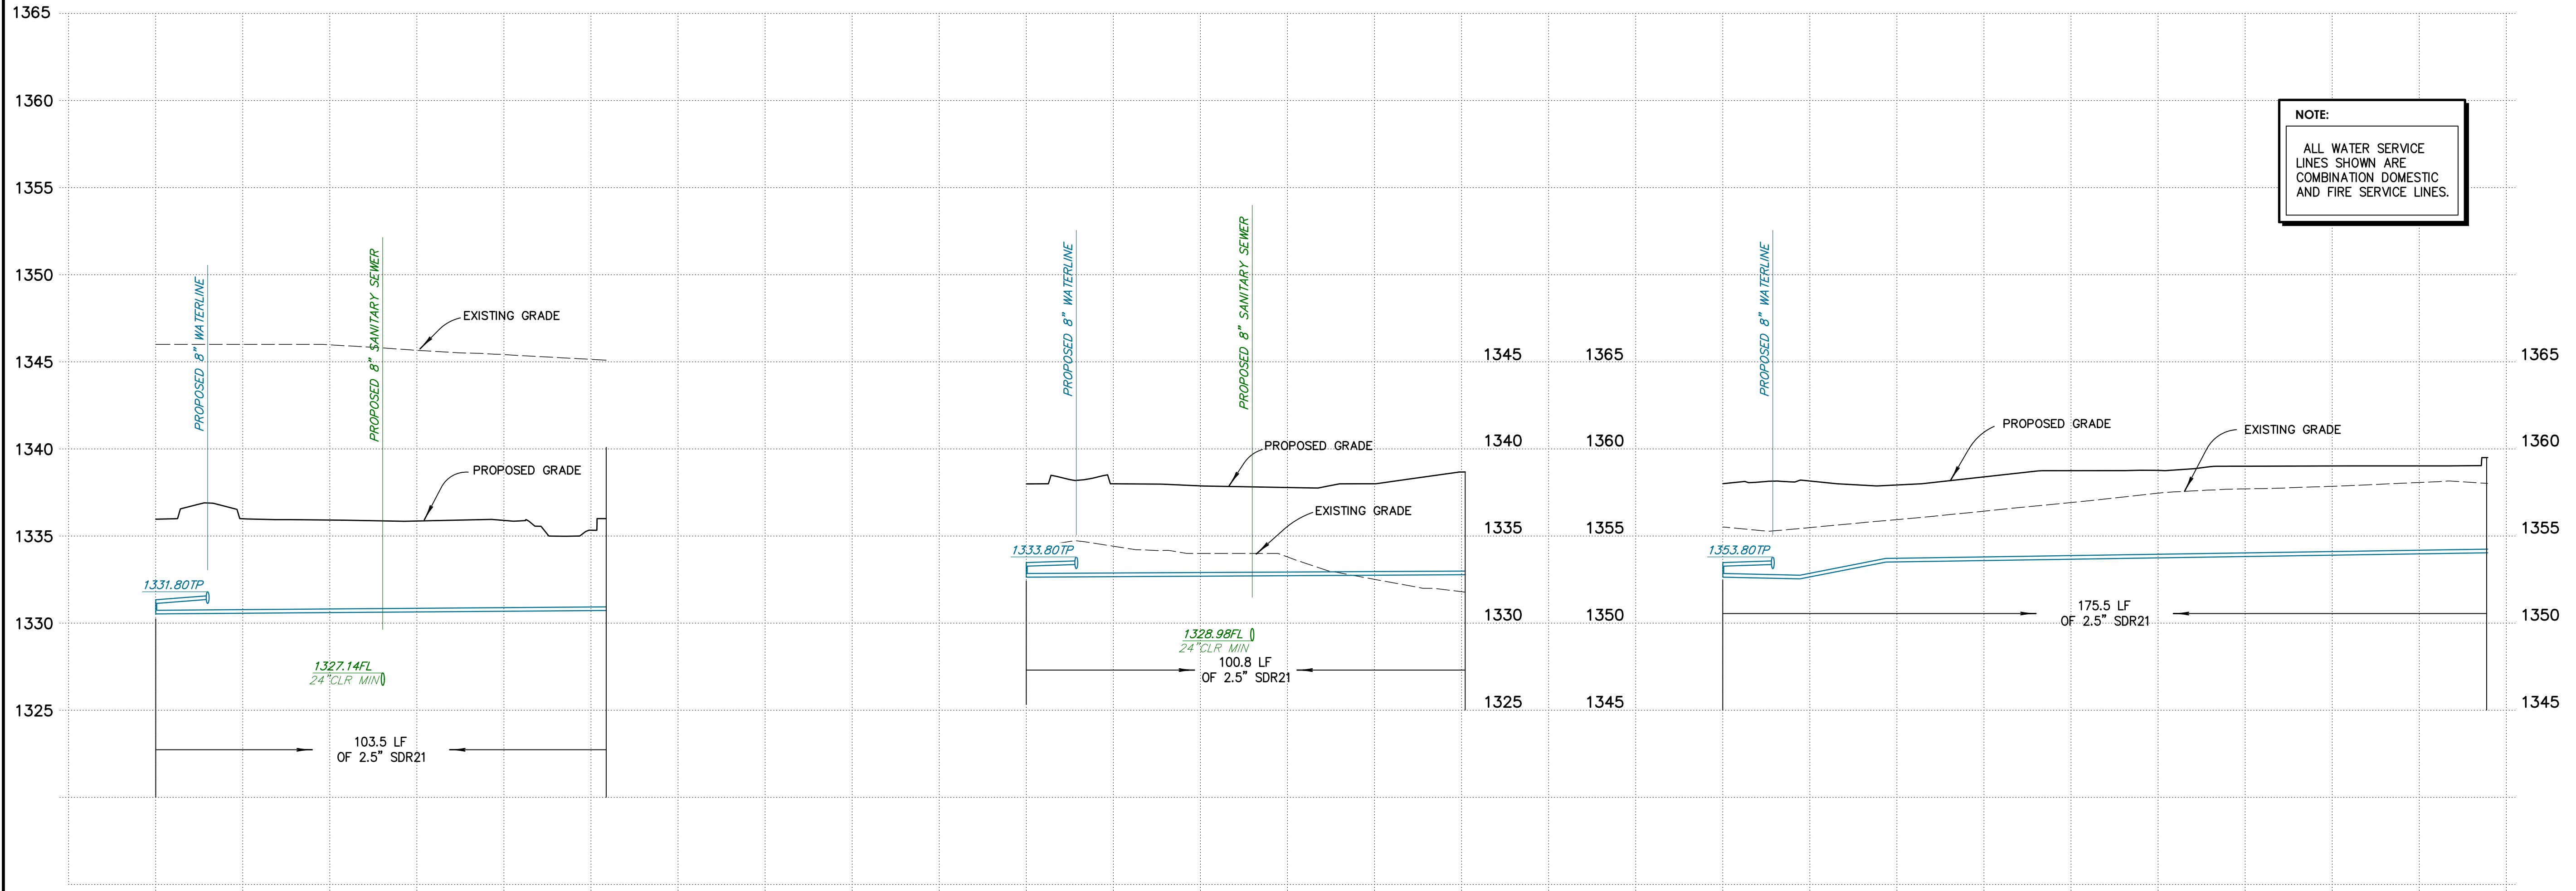 1365
1360
1355
1350
1345
1340
1335
1330
1325
PROPOSED 8" WATERLINE
PROPOSED 8" SANITARY SEWER
EXISTING GRADE
PROPOSED GRADE
1331.80TP
1327.14FL
24"CLR MIN
103.5 LF
OF 2.5" SDR21
PROPOSED 8" WATERLINE
PROPOSED 8" SANITARY SEWER
PROPOSED GRADE
EXISTING GRADE
1333.80TP
1328.98FL
24"CLR MIN
100.8 LF
OF 2.5" SDR21
1345
1340
1335
1330
1325
1365
1360
1355
1350
1345
PROPOSED 8" WATERLINE
PROPOSED GRADE
EXISTING GRADE
1353.80TP
175.5 LF
OF 2.5" SDR21
1365
1360
1355
1350
1345
NOTE:
ALL WATER SERVICE
LINES SHOWN ARE
COMBINATION DOMESTIC
AND FIRE SERVICE LINES.